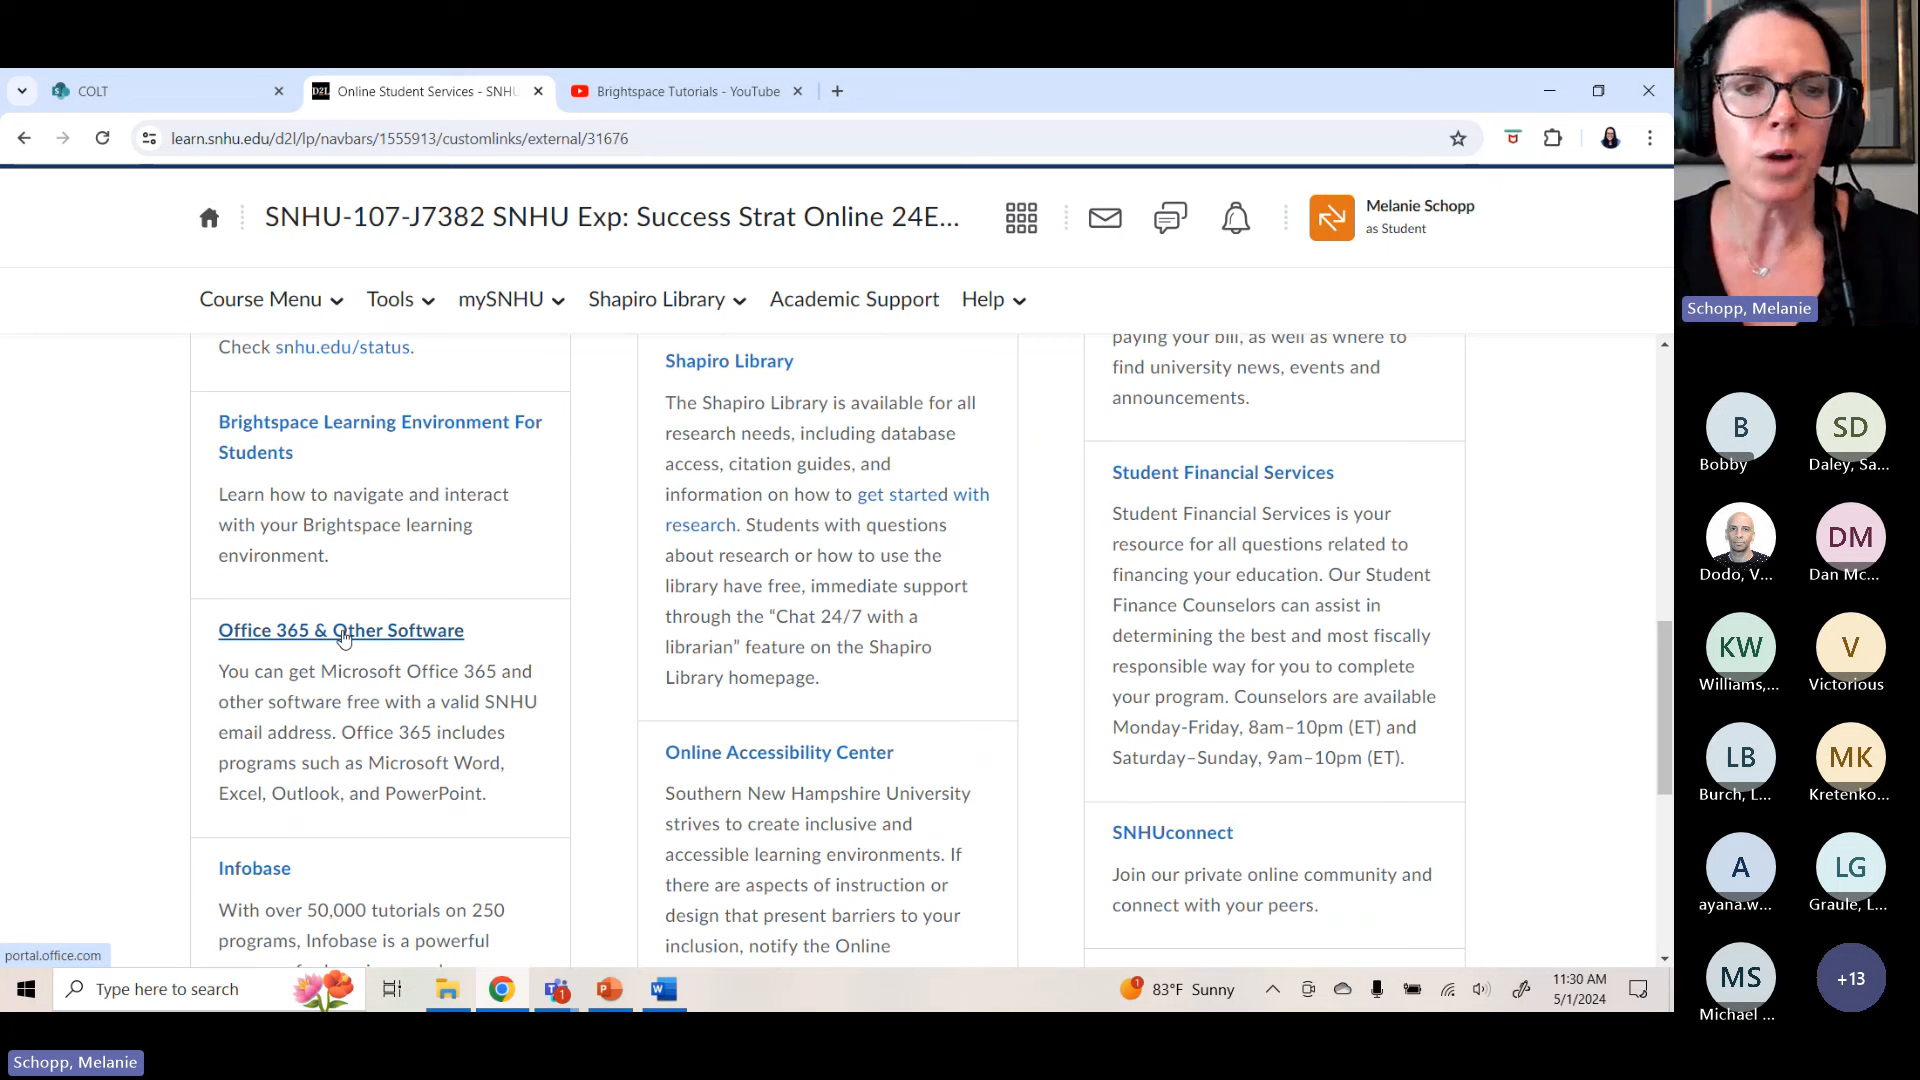 COLT
Online Student Services - SNHU
Brightspace Tutorials - YouTube
learn.snhu.edu/d2l/lp/navbars/1555913/customlinks/external/31676
SNHU-107-J7382 SNHU Exp: Success Strat Online 24E...
Melanie Schopp
as Student
Course Menu
Tools
mySNHU
Shapiro Library
Academic Support
Help
Check snhu.edu/status.
Brightspace Learning Environment For
Students
Learn how to navigate and interact
with your Brightspace learning
environment.
Office 365 & Other Software
You can get Microsoft Office 365 and
other software free with a valid SNHU
email address. Office 365 includes
programs such as Microsoft Word,
Excel, Outlook, and PowerPoint.
Infobase
With over 50,000 tutorials on 250
programs, Infobase is a powerful
Shapiro Library
The Shapiro Library is available for all
research needs, including database
access, citation guides, and
information on how to get started with
research. Students with questions
about research or how to use the
library have free, immediate support
through the “Chat 24/7 with a
librarian” feature on the Shapiro
Library homepage.
Online Accessibility Center
Southern New Hampshire University
strives to create inclusive and
accessible learning environments. If
there are aspects of instruction or
design that present barriers to your
inclusion, notify the Online
paying your bill, as well as where to
find university news, events and
announcements.
Student Financial Services
Student Financial Services is your
resource for all questions related to
financing your education. Our Student
Finance Counselors can assist in
determining the best and most fiscally
responsible way for you to complete
your program. Counselors are available
Monday-Friday, 8am–10pm (ET) and
Saturday–Sunday, 9am–10pm (ET).
SNHUconnect
Join our private online community and
connect with your peers.
portal.office.com
Type here to search
83°F Sunny
11:30 AM
5/1/2024
Schopp, Melanie
Schopp, Melanie
B
Bobby
SD
Daley, Sa...
Dodo, V...
DM
Dan Mc...
KW
Williams,...
V
Victorious
LB
Burch, L...
MK
Kretenko...
A
ayana.w...
LG
Graule, L...
MS
Michael ...
+13